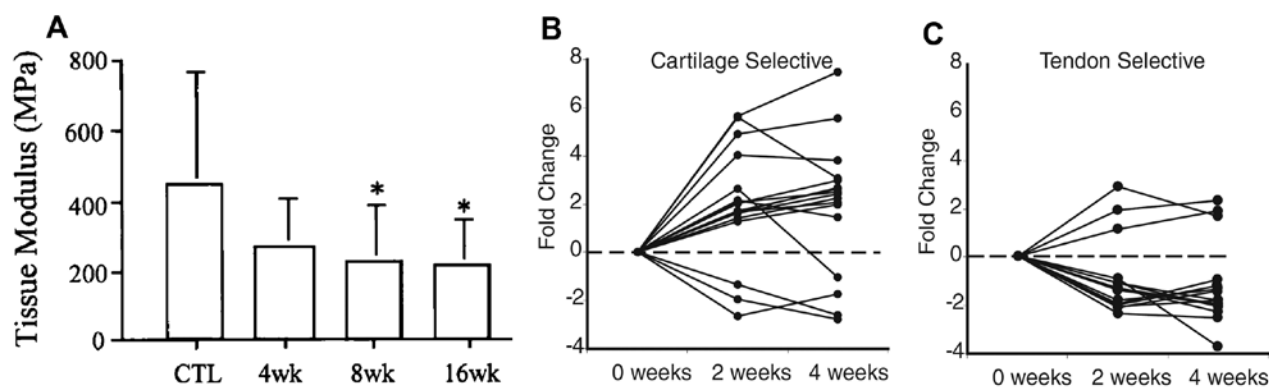 A
Tissue Modulus (MPa)
800
600
400
200
0
*
*
CTL 4wk 8wk 16wk
B
Cartilage Selective
Fold Change
8
6
4
2
0
-2
-4
0 weeks 2 weeks 4 weeks
C
Tendon Selective
Fold Change
8
6
4
2
0
-2
-4
0 weeks 2 weeks 4 weeks